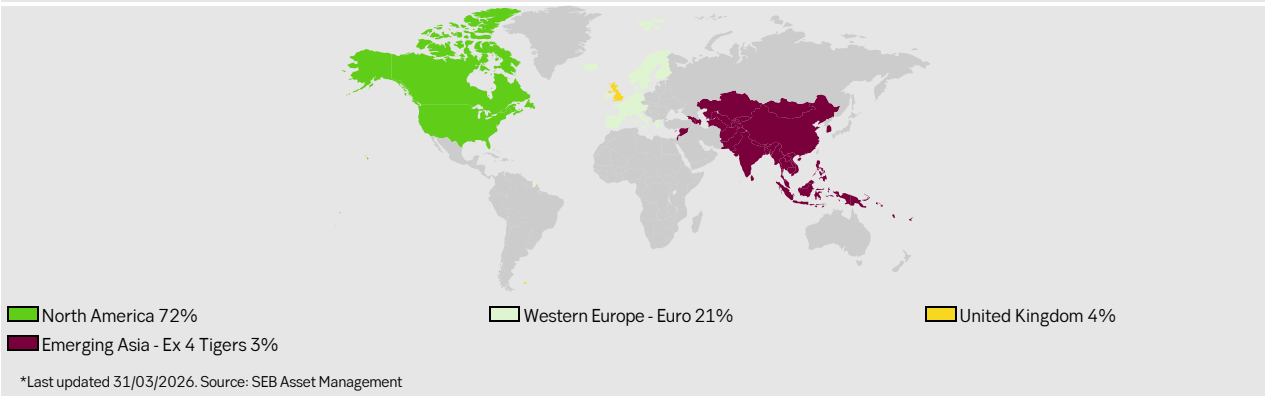 North America 72%
Western Europe - Euro 21%
United Kingdom 4%
Emerging Asia - Ex 4 Tigers 3%
*Last updated 31/03/2026. Source: SEB Asset Management